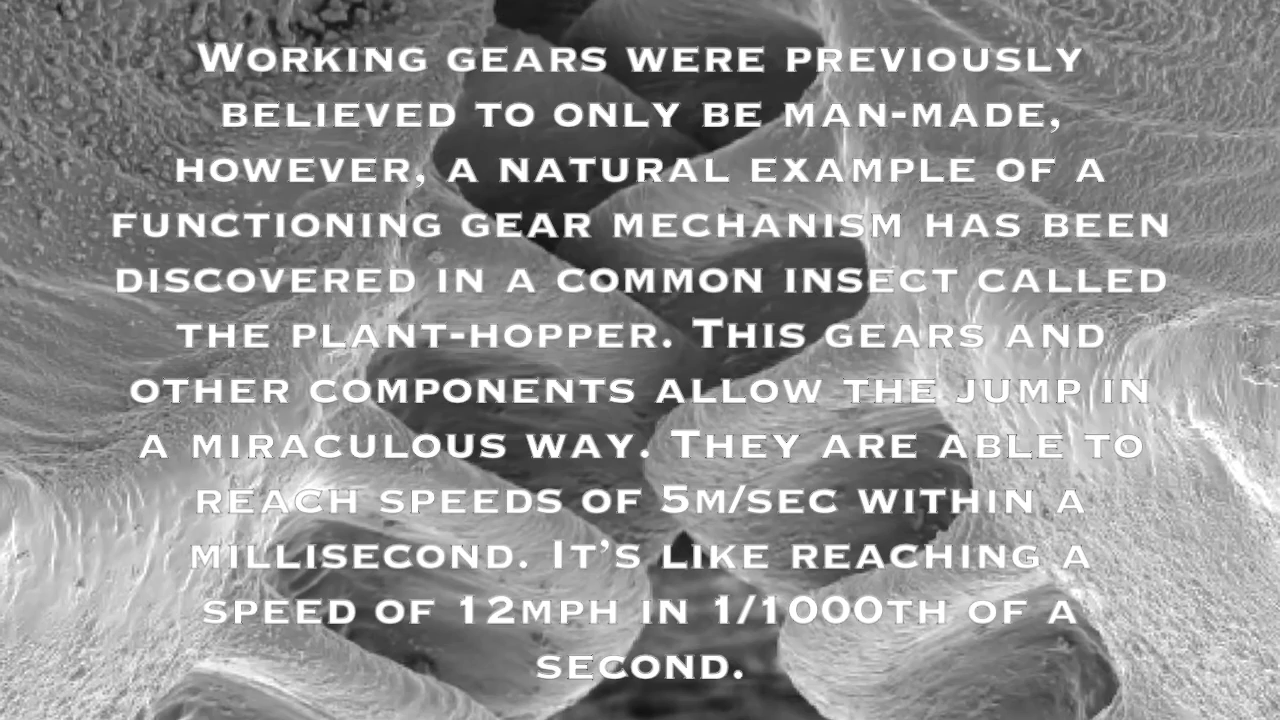 Working gears were previously
believed to only be man-made,
however, a natural example of a
functioning gear mechanism has been
discovered in a common insect called
the plant-hopper. This gears and
other components allow the jump in
a miraculous way. They are able to
reach speeds of 5m/sec within a
millisecond. It’s like reaching a
speed of 12mph in 1/1000th of a
second.